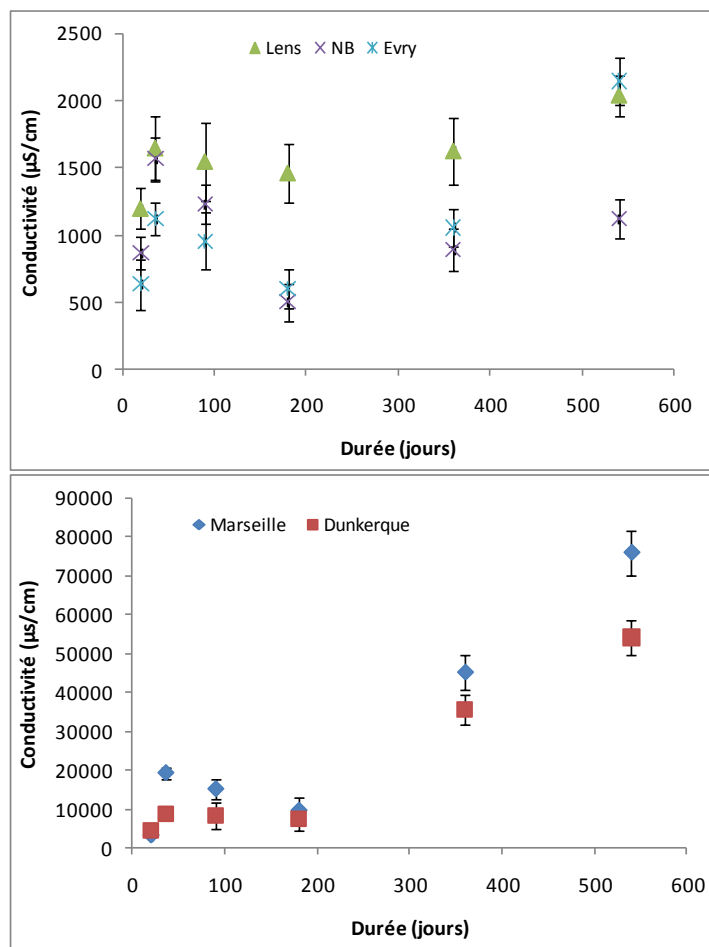 2500
2000
1500
1000
500
0
Conductivité (µS/cm)
Lens NB Evry
0 100 200 300 400 500 600
Durée (jours)
90000
80000
70000
60000
50000
40000
30000
20000
10000
0
Conductivité (µs/cm)
Marseille Dunkerque
0 100 200 300 400 500 600
Durée (jours)